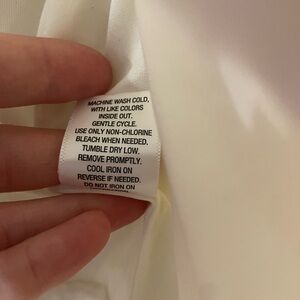 MACHINE WASH COLD,
WITH LIKE COLORS
INSIDE OUT.
GENTLE CYCLE.
USE ONLY NON-CHLORINE
BLEACH WHEN NEEDED.
TUMBLE DRY LOW.
REMOVE PROMPTLY.
COOL IRON ON
REVERSE IF NEEDED.
DO NOT IRON ON